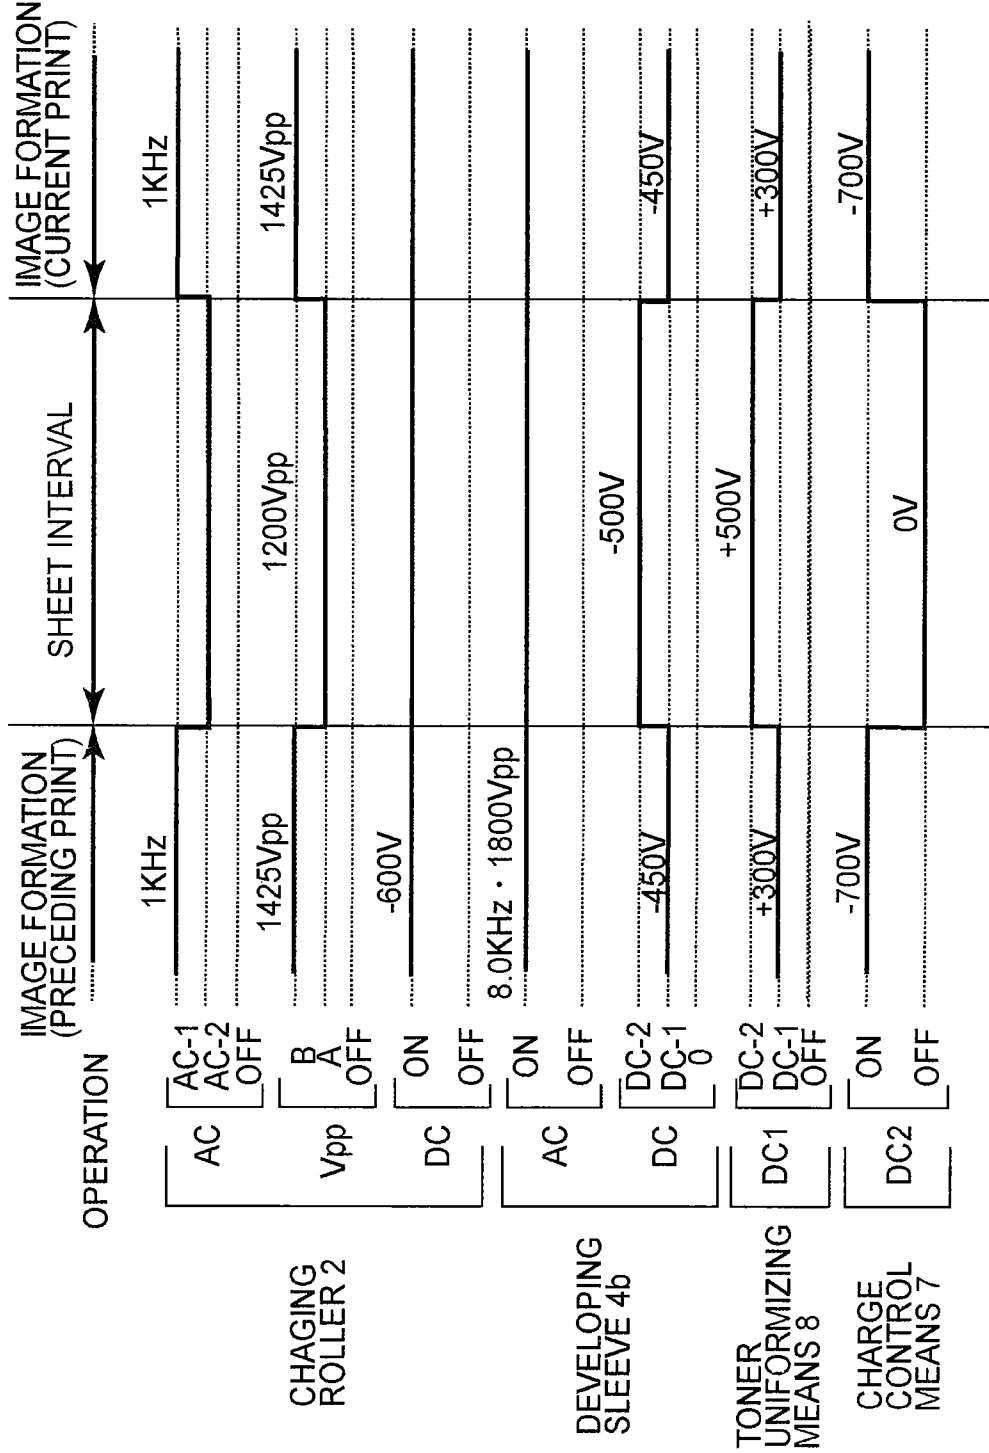 OPERATION
IMAGE FORMATION
(PRECEDING PRINT)
SHEET INTERVAL
IMAGE FORMATION
(CURRENT PRINT)
CHAGING
ROLLER 2
AC
AC-1
AC-2
OFF
1KHz
1KHz
Vpp
B
A
OFF
1425Vpp
1200Vpp
1425Vpp
DC
ON
OFF
-600V
DEVELOPING
SLEEVE 4b
AC
ON
OFF
8.0KHz · 1800Vpp
DC
DC-2
DC-1
0
-450V
-500V
-450V
TONER
UNIFORMIZING
MEANS 8
DC1
DC-2
DC-1
OFF
+300V
+500V
+300V
CHARGE
CONTROL
MEANS 7
DC2
ON
OFF
-700V
0V
-700V